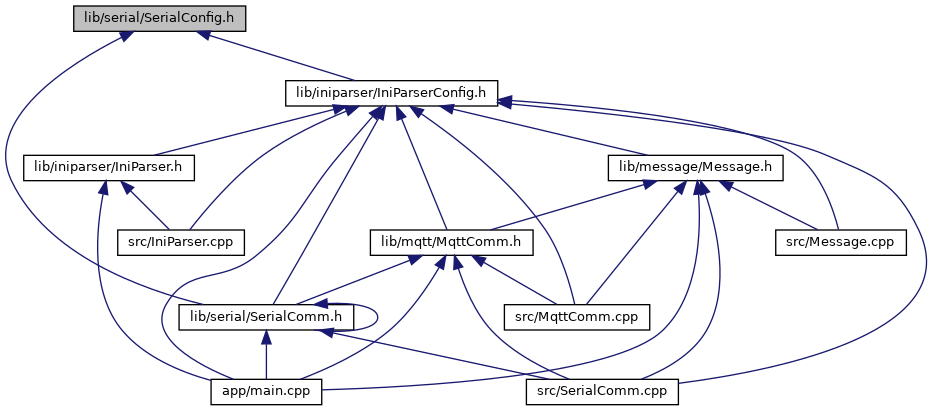 lib/serial/SerialConfig.h
lib/iniparser/IniParserConfig.h
lib/iniparser/IniParser.h
lib/message/Message.h
src/IniParser.cpp
lib/mqtt/MqttComm.h
src/Message.cpp
lib/serial/SerialComm.h
src/MqttComm.cpp
app/main.cpp
src/SerialComm.cpp